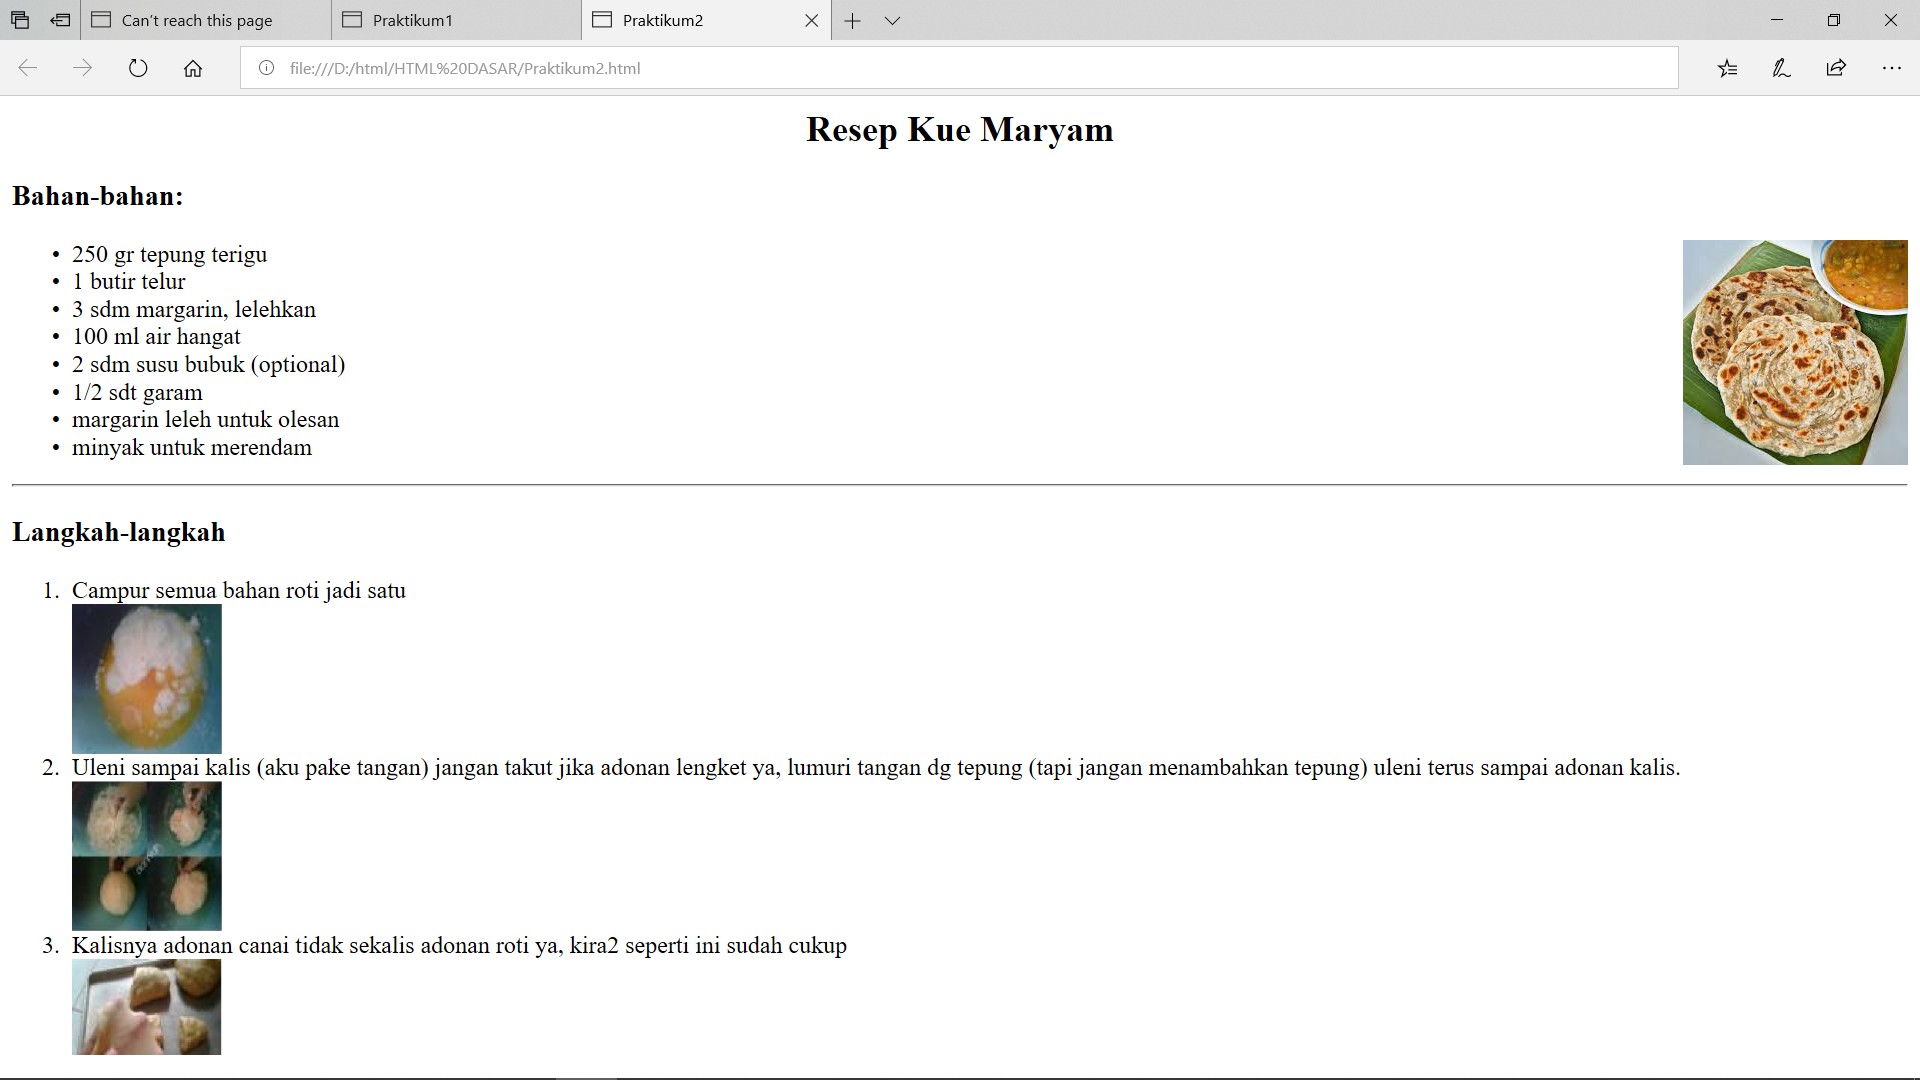 Can't reach this page
Praktikum1
Praktikum2
file:///D:/html/HTML%20DASAR/Praktikum2.html
Resep Kue Maryam
Bahan-bahan:
• 250 gr tepung terigu
• 1 butir telur
• 3 sdm margarin, lelehkan
• 100 ml air hangat
• 2 sdm susu bubuk (optional)
• 1/2 sdt garam
• margarin leleh untuk olesan
• minyak untuk merendam
Langkah-langkah
1. Campur semua bahan roti jadi satu
2. Uleni sampai kalis (aku pake tangan) jangan takut jika adonan lengket ya, lumuri tangan dg tepung (tapi jangan menambahkan tepung) uleni terus sampai adonan kalis.
3. Kalisnya adonan canai tidak sekalis adonan roti ya, kira2 seperti ini sudah cukup